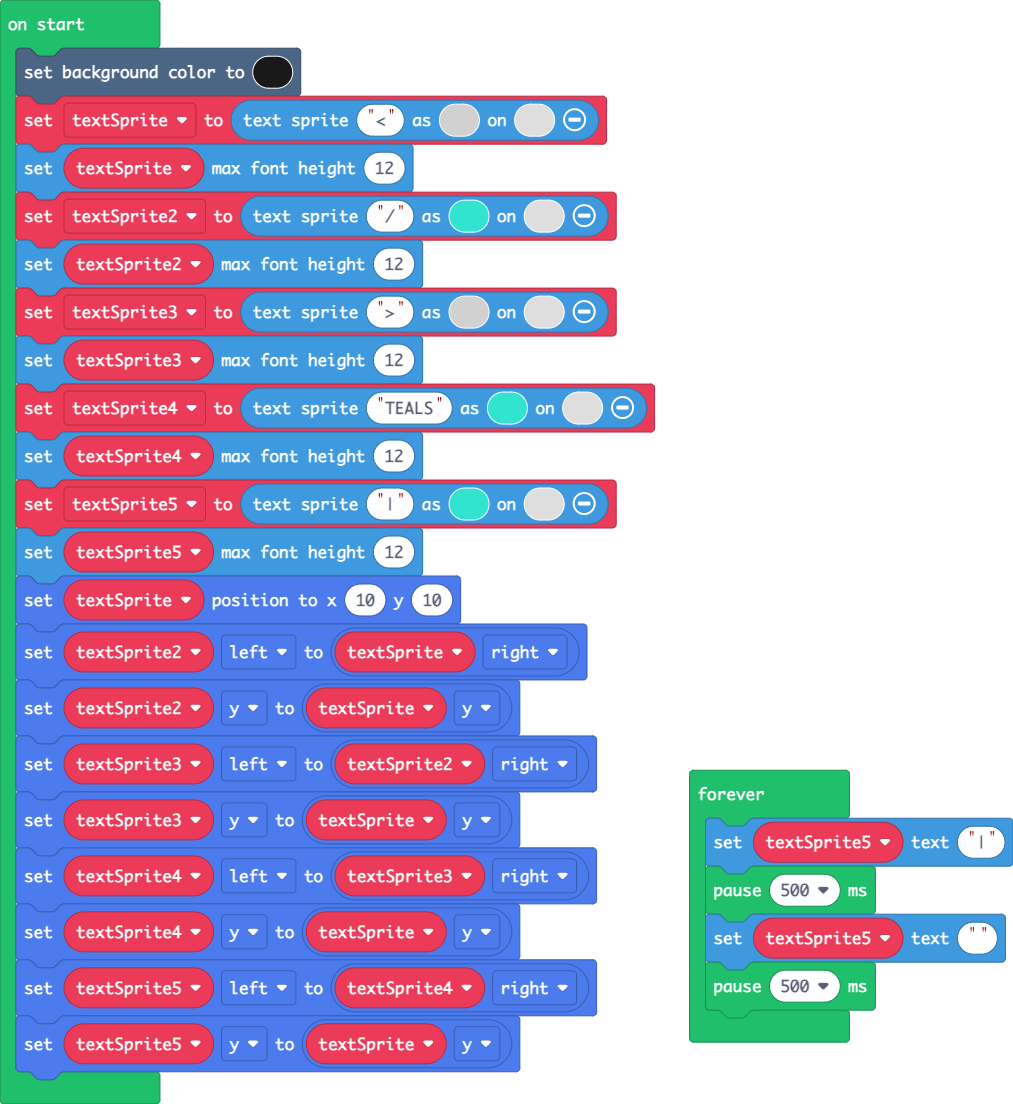 on start
set background color to
set textSprite to text sprite "<" as on
set textSprite max font height 12
set textSprite2 to text sprite "/" as on
set textSprite2 max font height 12
set textSprite3 to text sprite ">" as on
set textSprite3 max font height 12
set textSprite4 to text sprite "TEALS" as on
set textSprite4 max font height 12
set textSprite5 to text sprite "|" as on
set textSprite5 max font height 12
set textSprite position to x 10 y 10
set textSprite2 left to textSprite right
set textSprite2 y to textSprite y
set textSprite3 left to textSprite2 right
set textSprite3 y to textSprite y
set textSprite4 left to textSprite3 right
set textSprite4 y to textSprite y
set textSprite5 left to textSprite4 right
set textSprite5 y to textSprite y
forever
set textSprite5 text "|"
pause 500 ms
set textSprite5 text " "
pause 500 ms